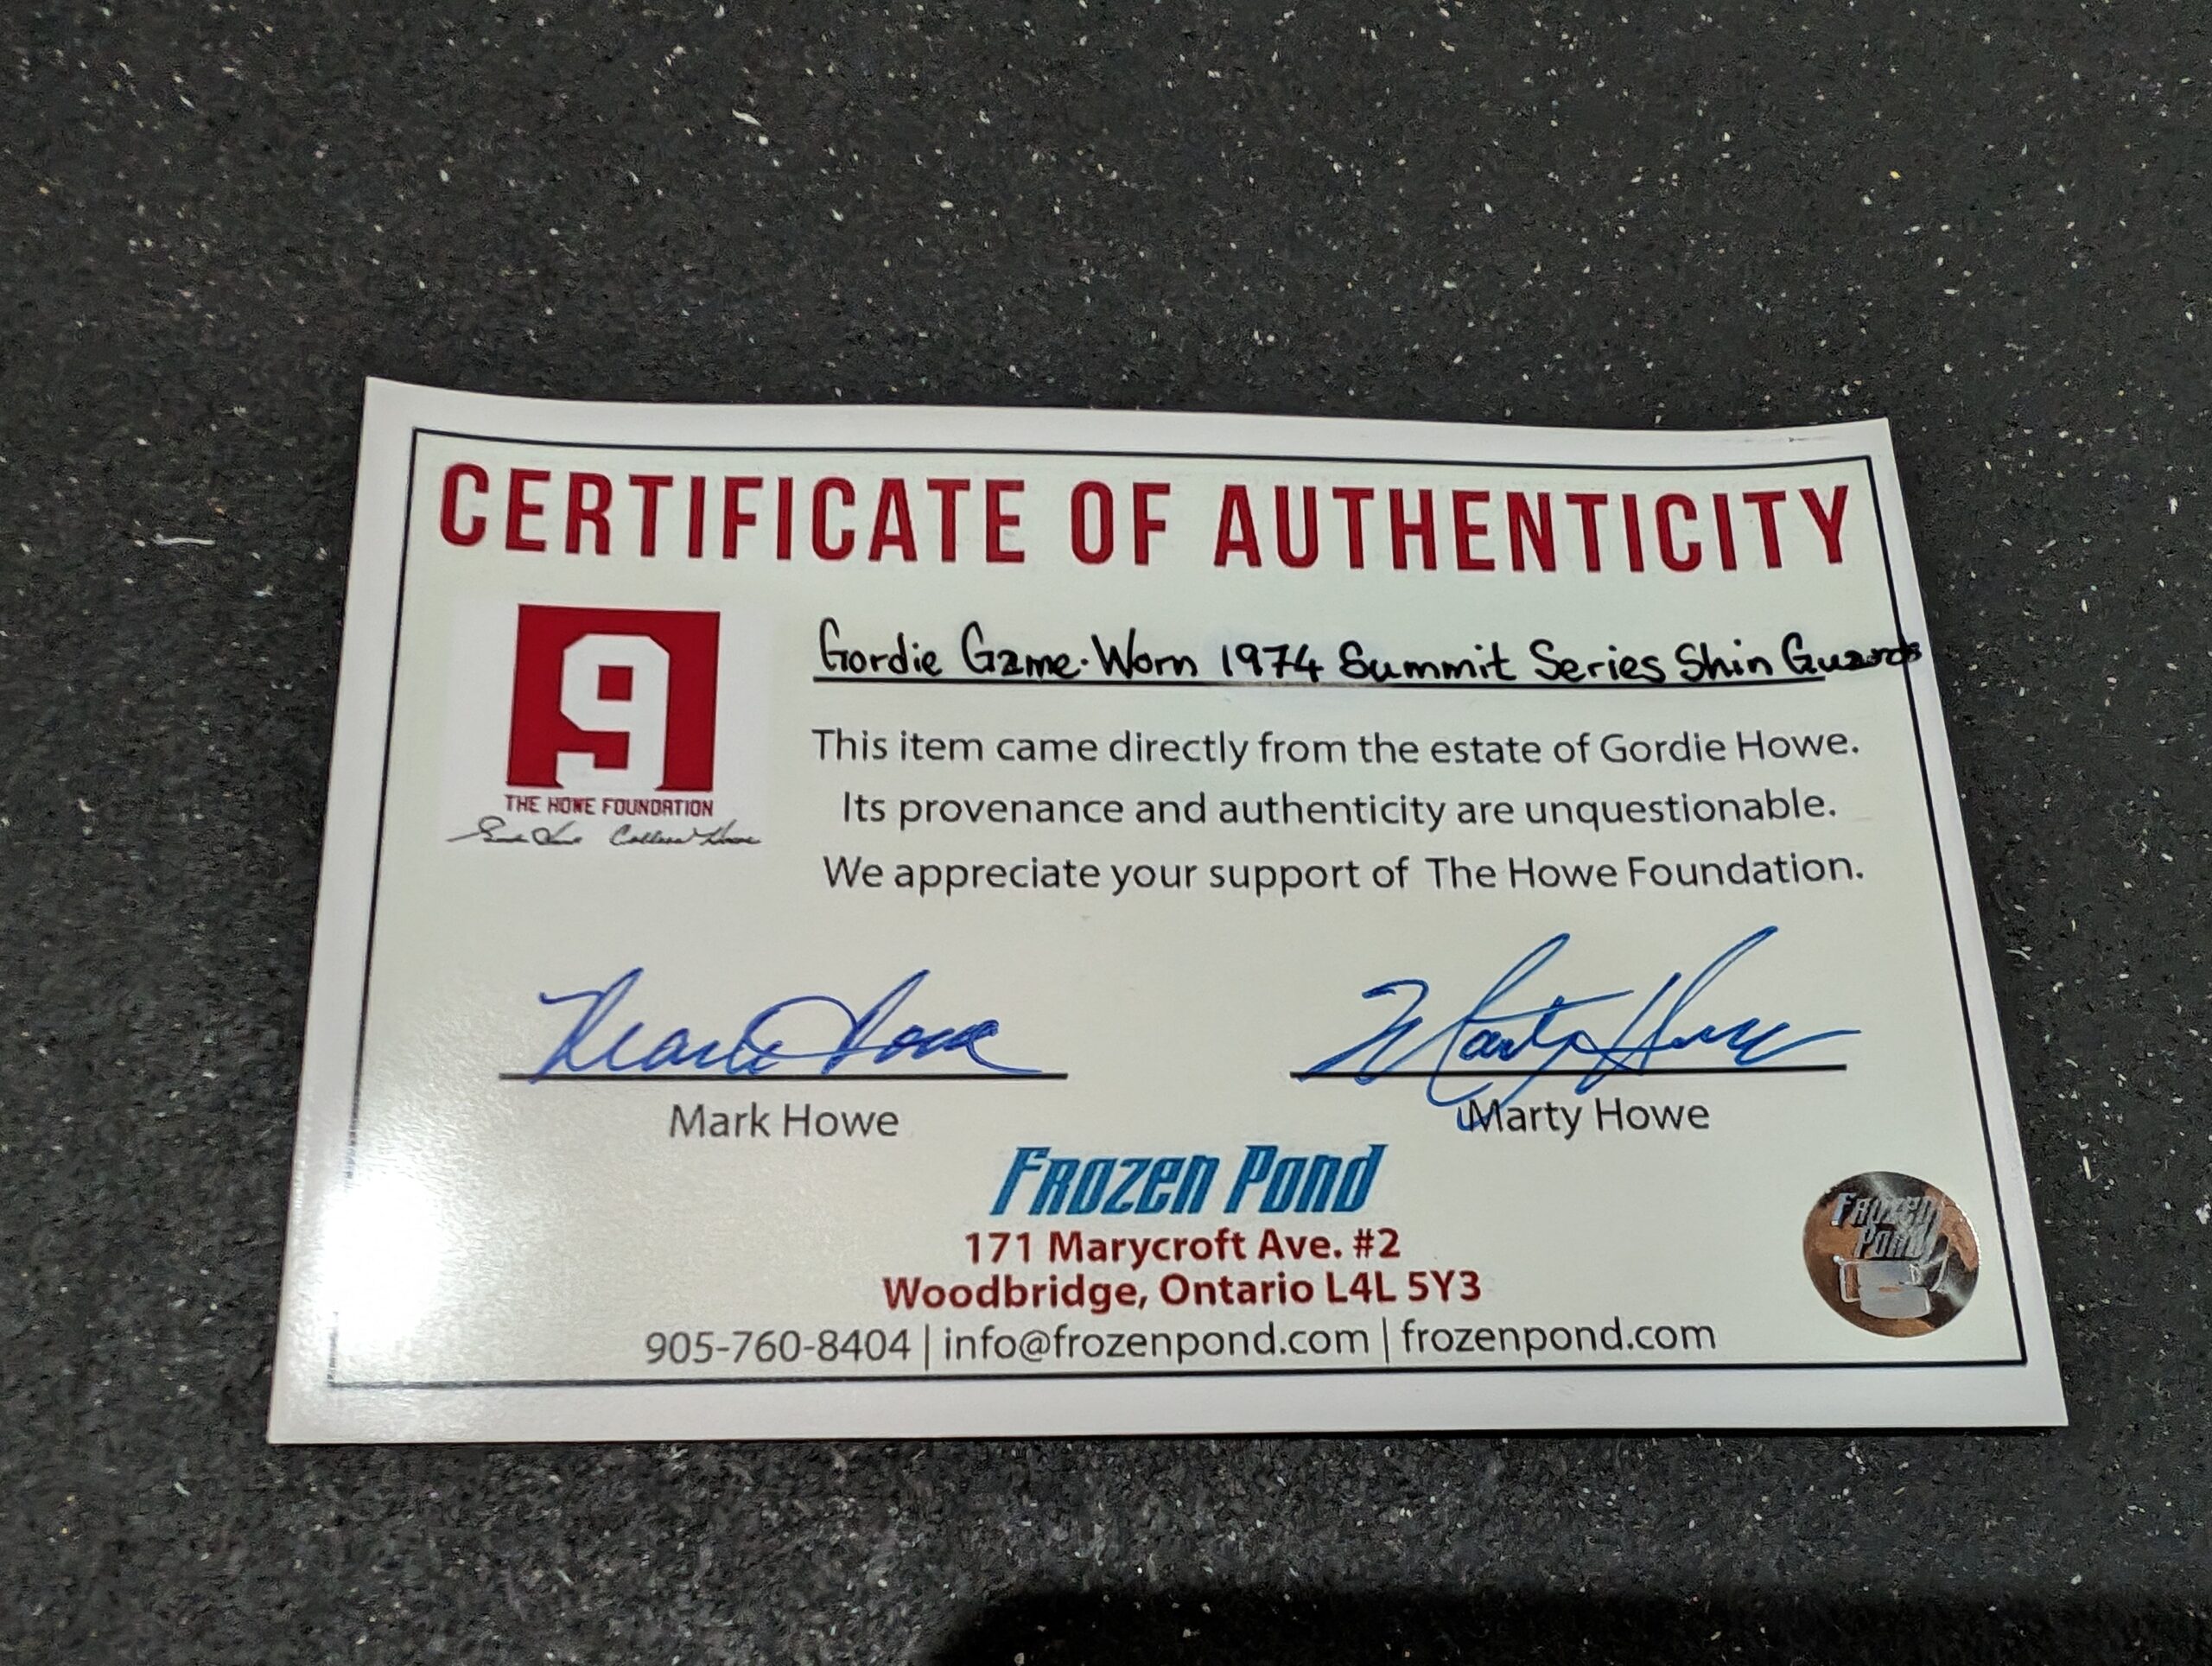 CERTIFICATE OF AUTHENTICITY
Gordie Game-Worn 1974 Summit Series Shin Guards
9
THE HOWE FOUNDATION
Colleen Howe
This item came directly from the estate of Gordie Howe.
Its provenance and authenticity are unquestionable.
We appreciate your support of The Howe Foundation.
Mark Howe
Marty Howe
Mark Howe
Marty Howe
FROZEN POND
171 Marycroft Ave. #2
Woodbridge, Ontario L4L 5Y3
905-760-8404 | info@frozenpond.com | frozenpond.com
FROZEN
POND